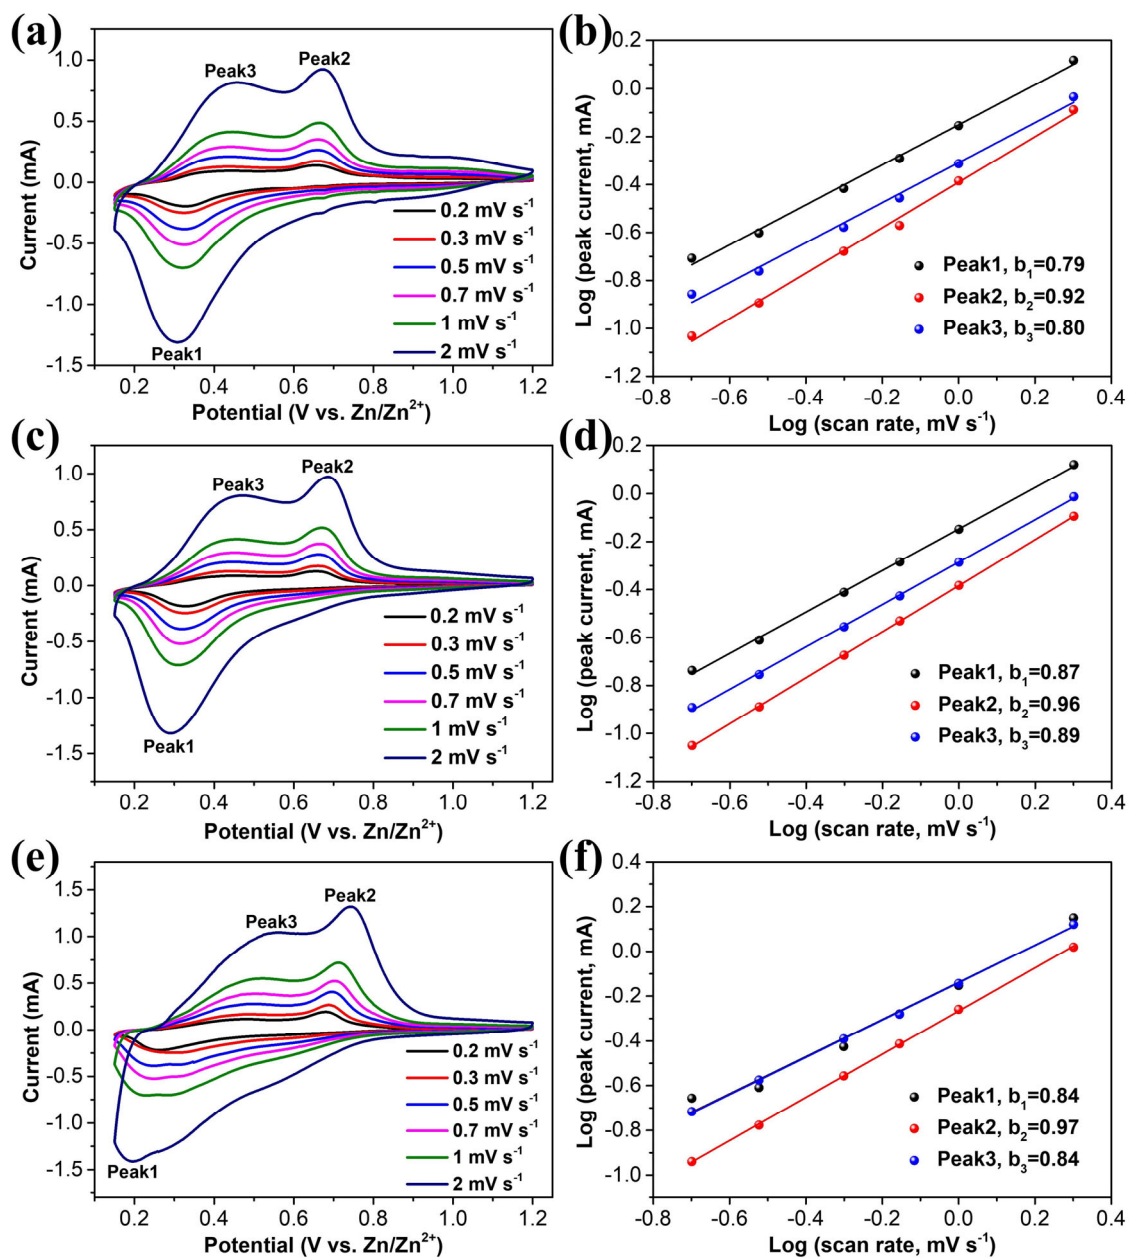 (a)
1.0
0.5
0.0
-0.5
-1.0
-1.5
Current (mA)
Peak3
Peak2
Peak1
0.2 mV s⁻¹
0.3 mV s⁻¹
0.5 mV s⁻¹
0.7 mV s⁻¹
1 mV s⁻¹
2 mV s⁻¹
0.2 0.4 0.6 0.8 1.0 1.2
Potential (V vs. Zn/Zn²⁺)
(b)
0.2
0.0
-0.2
-0.4
-0.6
-0.8
-1.0
-1.2
Log (peak current, mA)
Peak1, b₁=0.79
Peak2, b₂=0.92
Peak3, b₃=0.80
-0.8 -0.6 -0.4 -0.2 0.0 0.2 0.4
Log (scan rate, mV s⁻¹)
(c)
1.0
0.5
0.0
-0.5
-1.0
-1.5
Current (mA)
Peak3
Peak2
Peak1
0.2 mV s⁻¹
0.3 mV s⁻¹
0.5 mV s⁻¹
0.7 mV s⁻¹
1 mV s⁻¹
2 mV s⁻¹
0.2 0.4 0.6 0.8 1.0 1.2
Potential (V vs. Zn/Zn²⁺)
(d)
0.2
0.0
-0.2
-0.4
-0.6
-0.8
-1.0
-1.2
Log (peak current, mA)
Peak1, b₁=0.87
Peak2, b₂=0.96
Peak3, b₃=0.89
-0.8 -0.6 -0.4 -0.2 0.0 0.2 0.4
Log (scan rate, mV s⁻¹)
(e)
1.5
1.0
0.5
0.0
-0.5
-1.0
-1.5
Current (mA)
Peak3
Peak2
Peak1
0.2 mV s⁻¹
0.3 mV s⁻¹
0.5 mV s⁻¹
0.7 mV s⁻¹
1 mV s⁻¹
2 mV s⁻¹
0.2 0.4 0.6 0.8 1.0 1.2
Potential (V vs. Zn/Zn²⁺)
(f)
0.4
0.2
0.0
-0.2
-0.4
-0.6
-0.8
-1.0
Log (peak current, mA)
Peak1, b₁=0.84
Peak2, b₂=0.97
Peak3, b₃=0.84
-0.8 -0.6 -0.4 -0.2 0.0 0.2 0.4
Log (scan rate, mV s⁻¹)